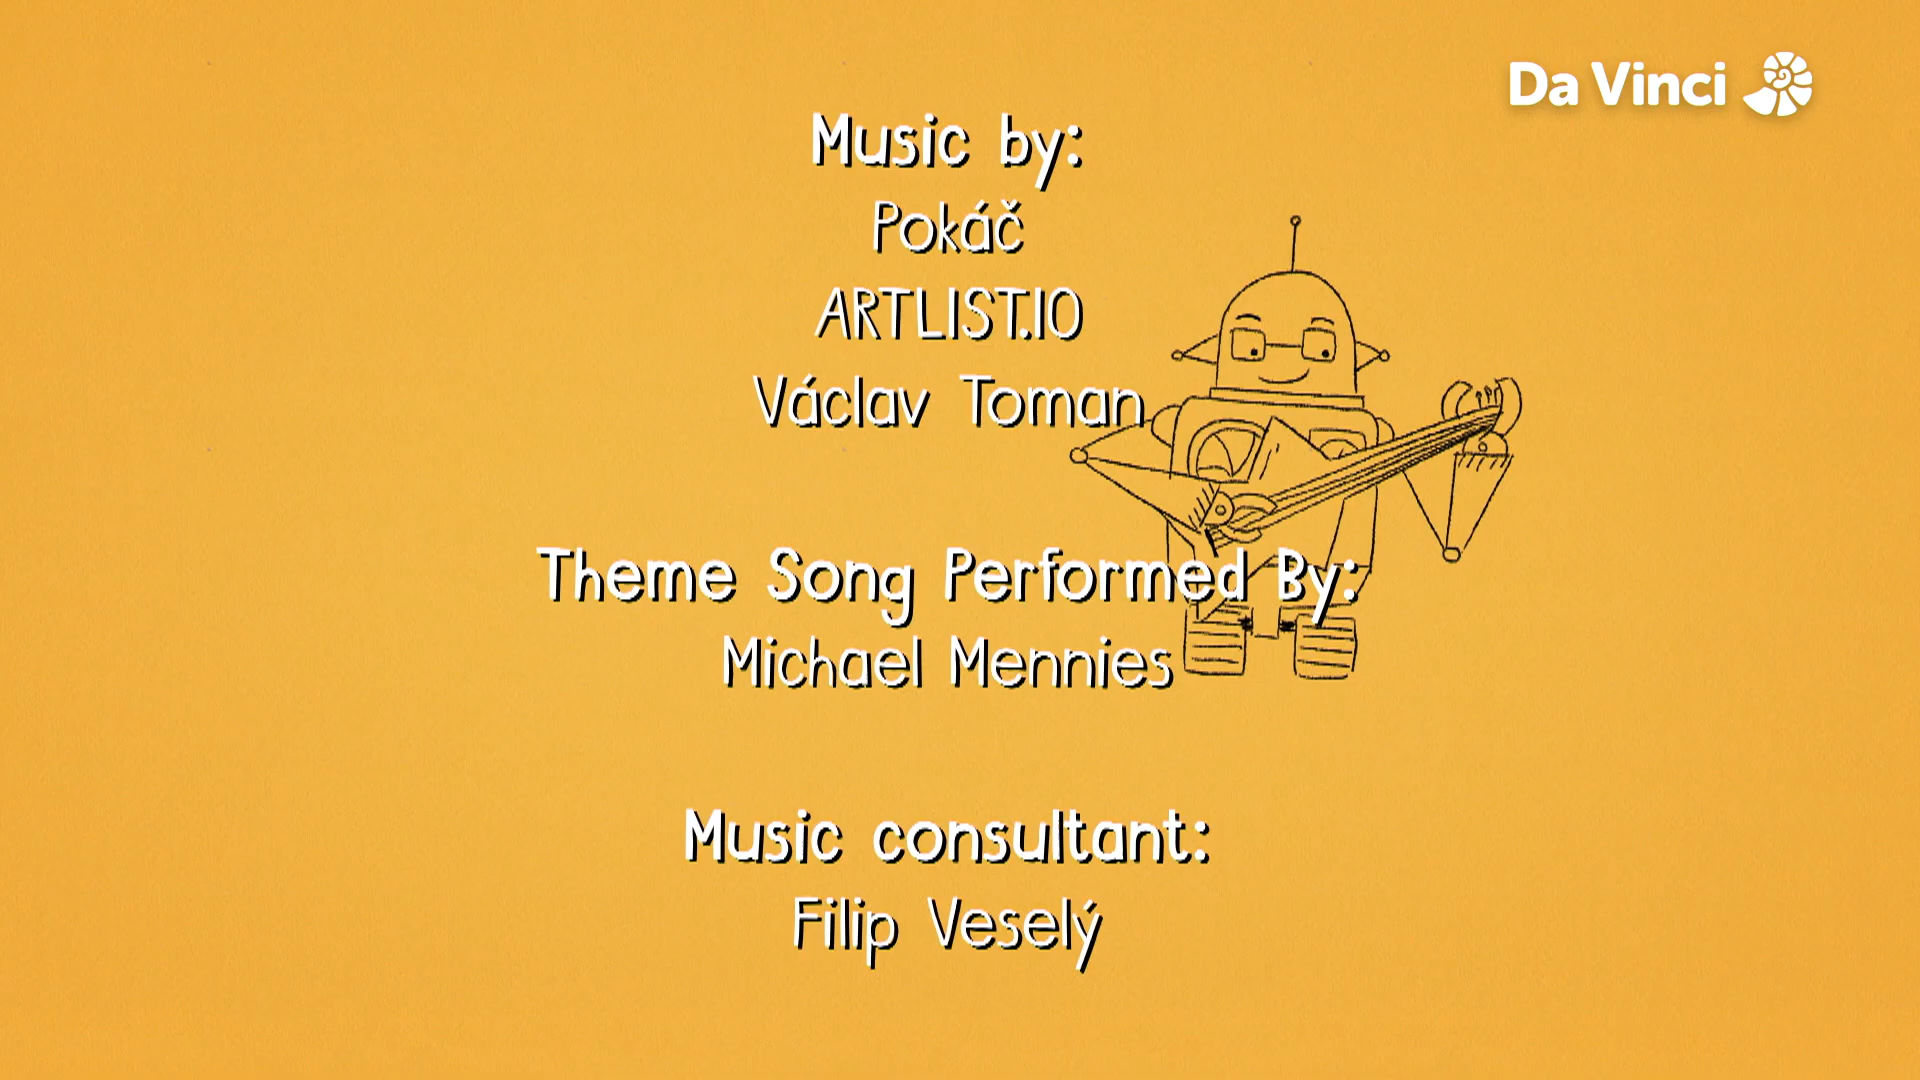 Da Vinci
Music by:
Pokáč
ARTLIST.IO
Václav Toman
Theme Song Performed By:
Michael Mennies
Music consultant:
Filip Veselý